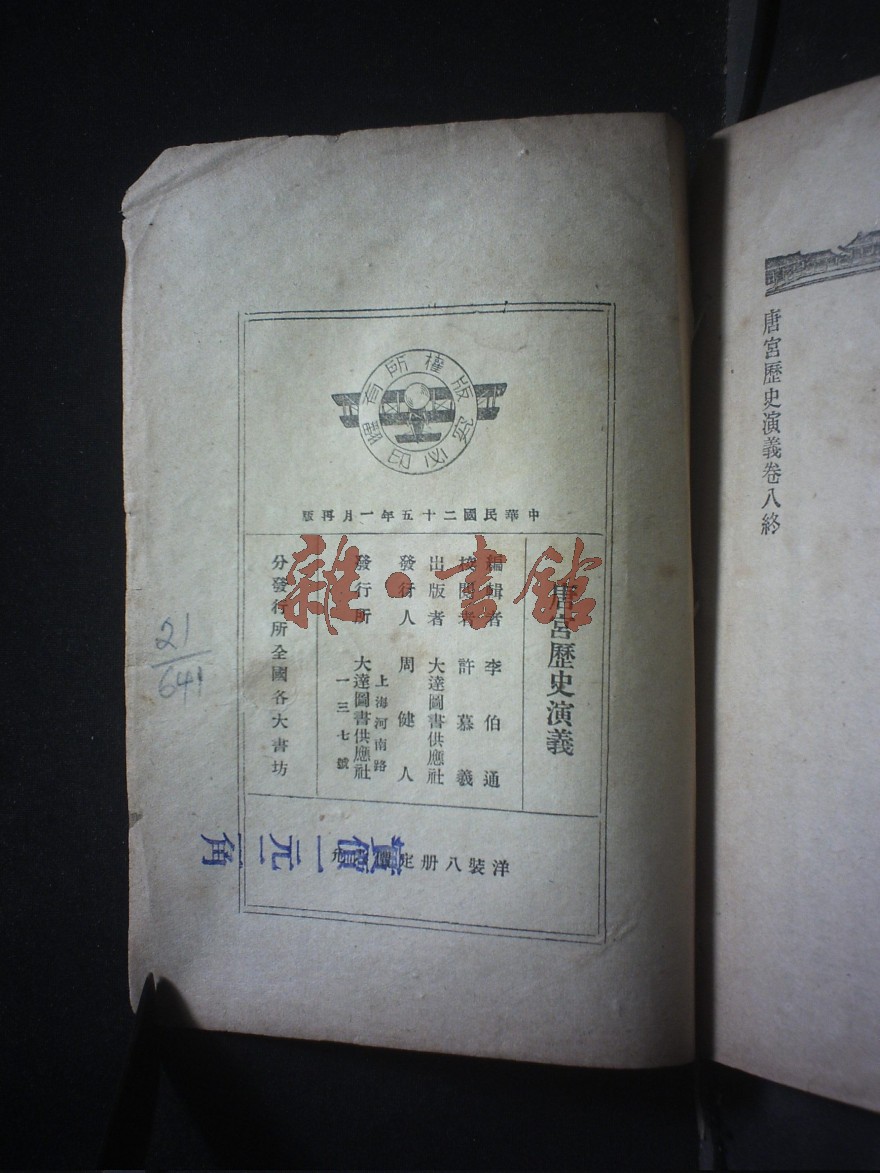 版權所有
翻印必究
中華民國二十五年一月再版
唐宮歷史演義
編輯者 李伯通
校閱者 許慕羲
出版者 大達圖書供應社
發行人 周健人
發行所 上海河南路一三七號 大達圖書供應社
分發行所全國各大書坊
洋裝八册定價
實價一元一角
唐宮歷史演義卷八終
雜·書館
21
641